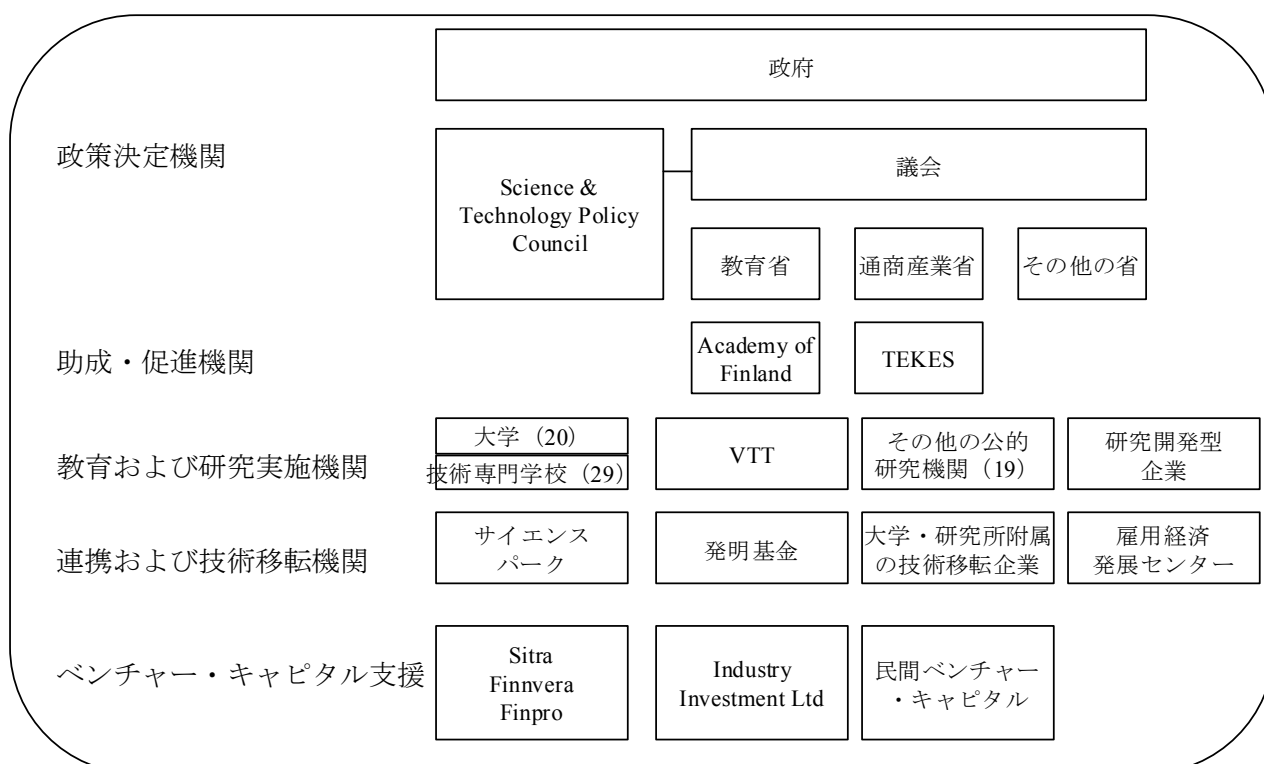 政府
政策決定機関
Science &
Technology Policy
Council
議会
教育省
通商産業省
その他の省
助成・促進機関
Academy of
Finland
TEKES
教育および研究実施機関
大学（20）
技術専門学校（29）
VTT
その他の公的
研究機関（19）
研究開発型
企業
連携および技術移転機関
サイエンス
パーク
発明基金
大学・研究所附属
の技術移転企業
雇用経済
発展センター
ベンチャー・キャピタル支援
Sitra
Finnvera
Finpro
Industry
Investment Ltd
民間ベンチャー
・キャピタル